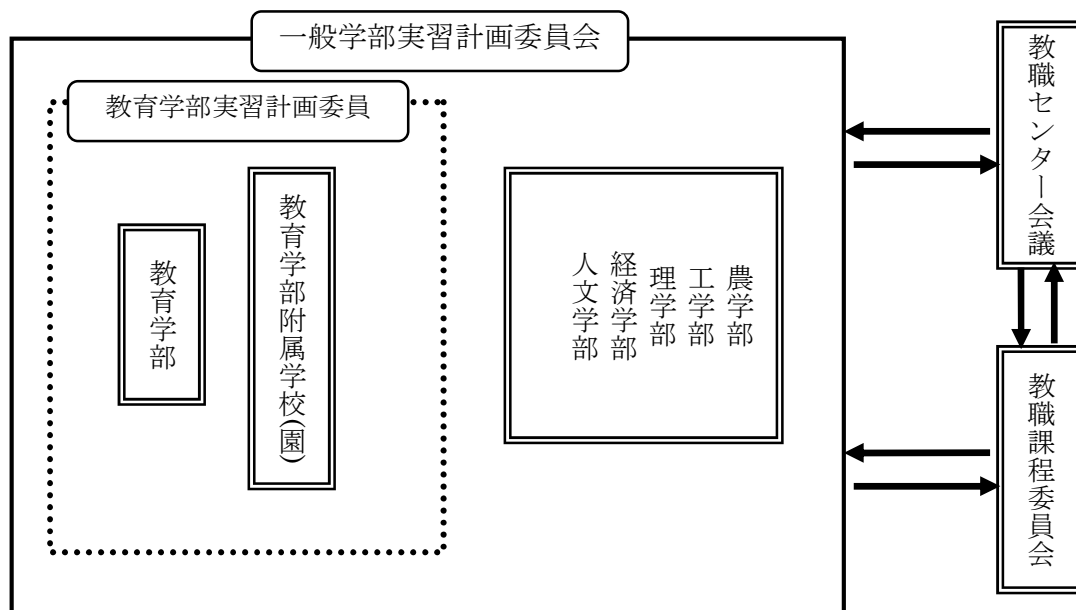 一般学部実習計画委員会
教育学部実習計画委員
教育学部
教育学部附属学校(園)
農学部
工学部
理学部
経済学部
人文学部
教職センター会議
教職課程委員会